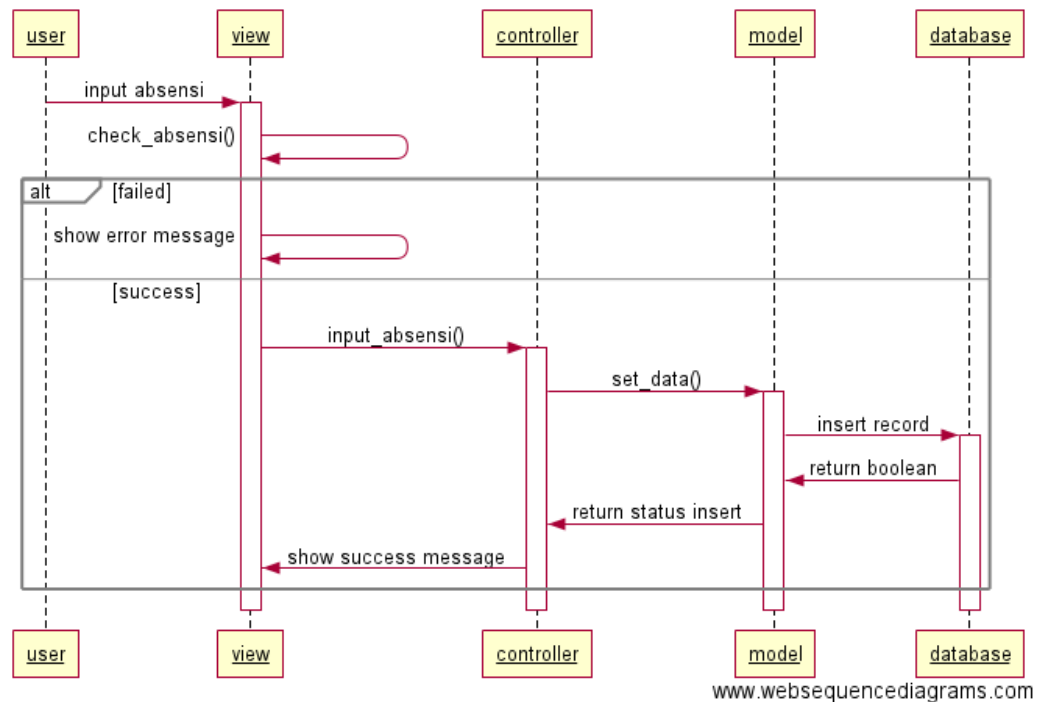 user view controller model database
input absensi
check_absensi()
alt [failed]
show error message
[success]
input_absensi()
set_data()
insert record
return boolean
return status insert
show success message
user view controller model database
www.websequencediagrams.com